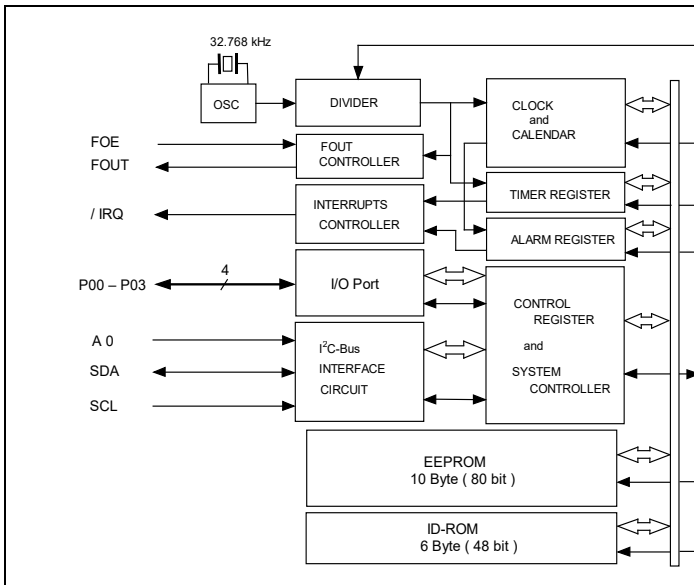 32.768 kHz
OSC
DIVIDER
CLOCK
and
CALENDAR
FOE
FOUT
FOUT
CONTROLLER
TIMER REGISTER
/ IRQ
INTERRUPTS
CONTROLLER
ALARM REGISTER
P00 – P03
4
I/O Port
CONTROL
REGISTER
and
SYSTEM
CONTROLLER
A 0
SDA
SCL
I²C-Bus
INTERFACE
CIRCUIT
EEPROM
10 Byte ( 80 bit )
ID-ROM
6 Byte ( 48 bit )